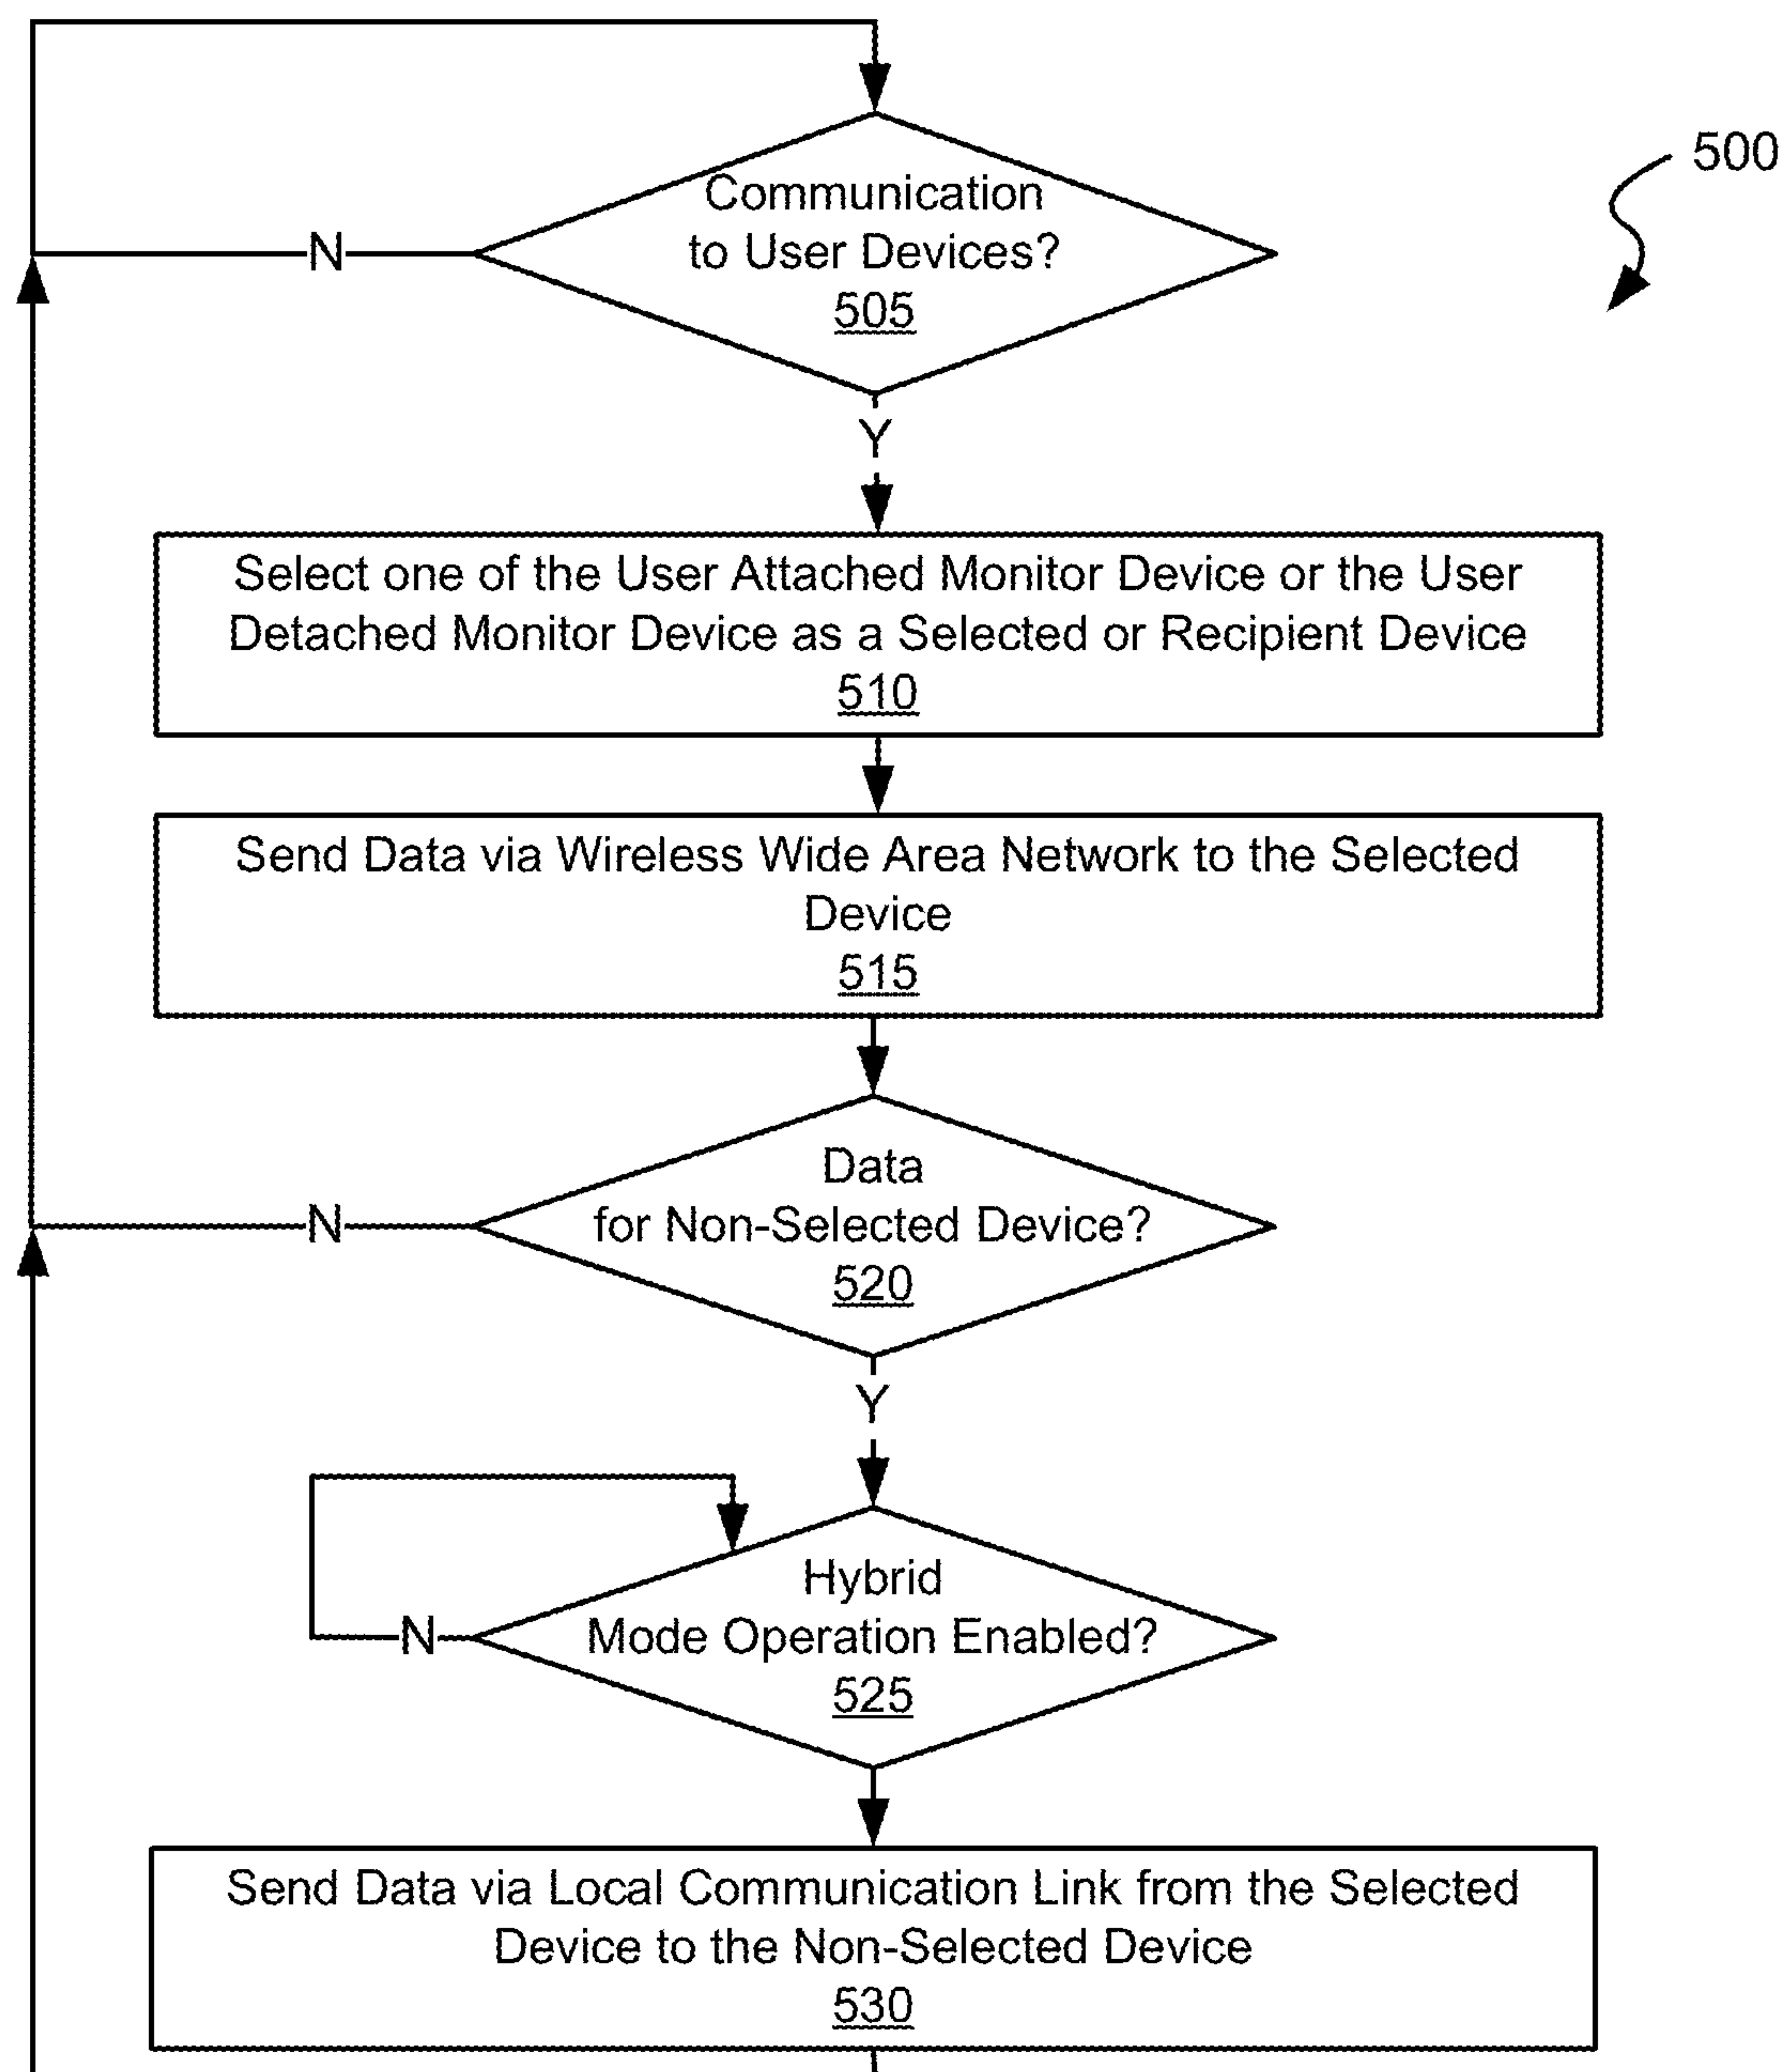 500
Communication
to User Devices?
505
N
Y
Select one of the User Attached Monitor Device or the User
Detached Monitor Device as a Selected or Recipient Device
510
Send Data via Wireless Wide Area Network to the Selected
Device
515
Data
for Non-Selected Device?
520
N
Y
Hybrid
Mode Operation Enabled?
525
N
Send Data via Local Communication Link from the Selected
Device to the Non-Selected Device
530